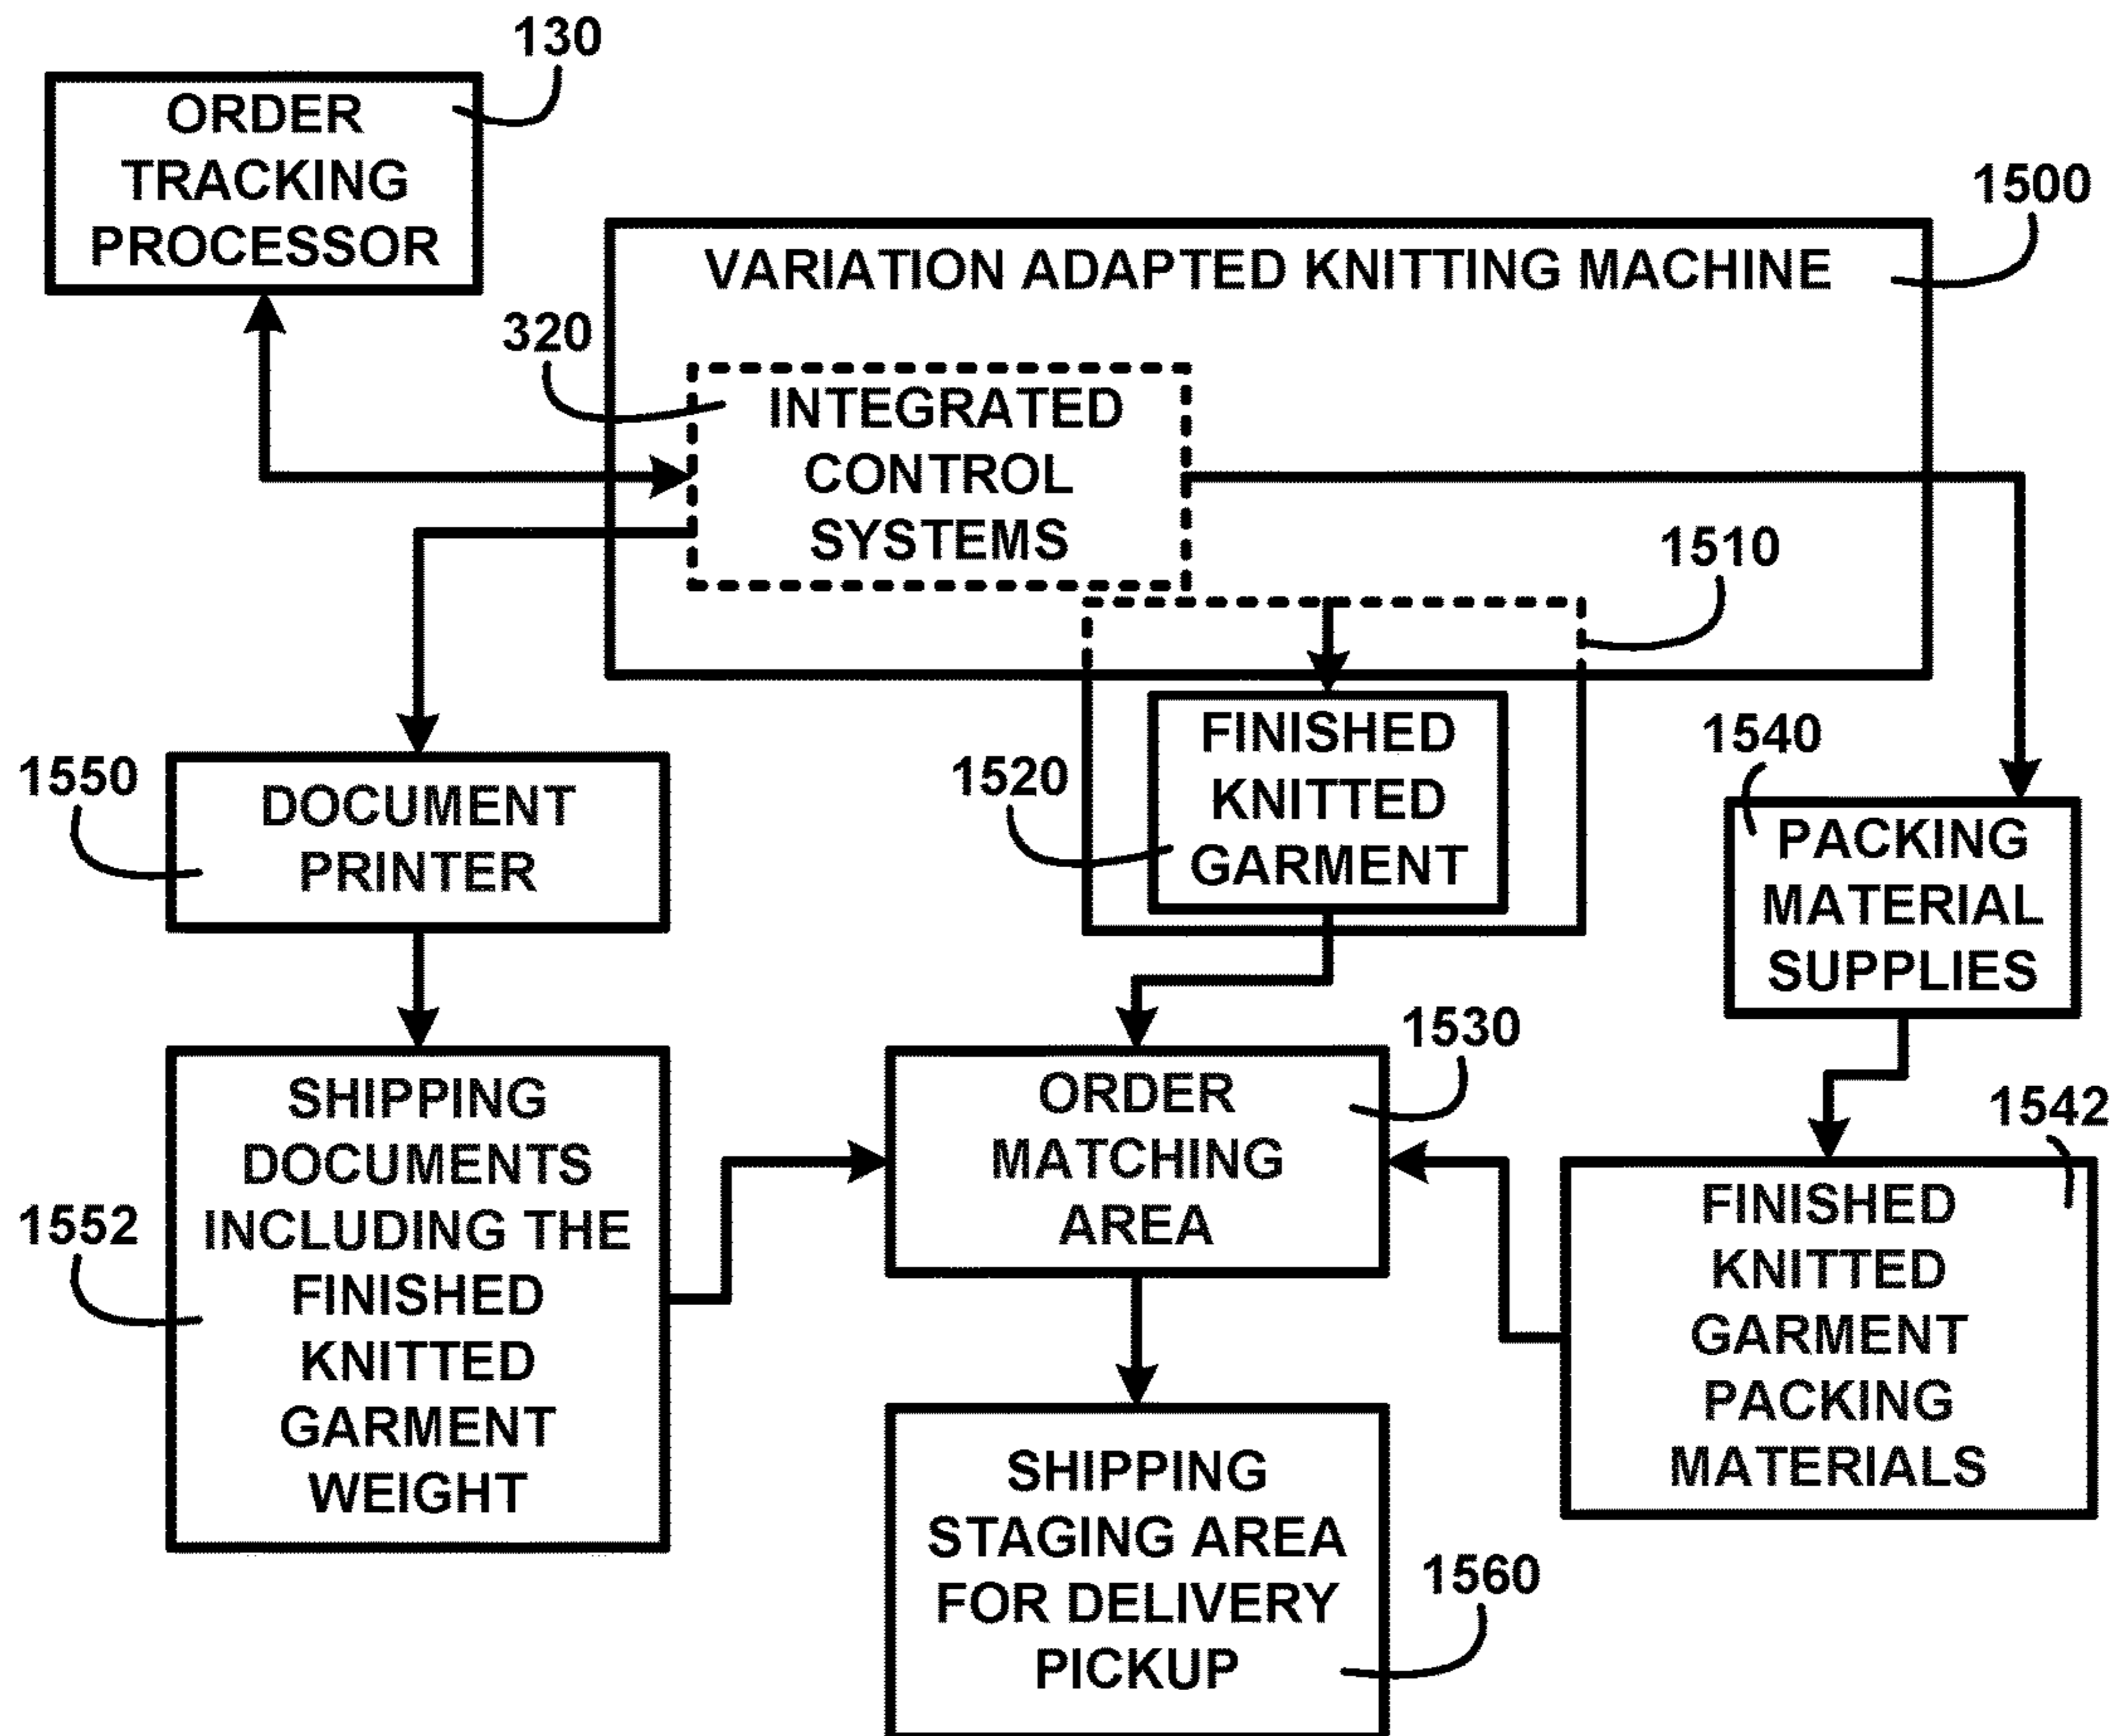 130
ORDER
TRACKING
PROCESSOR
1500
VARIATION ADAPTED KNITTING MACHINE
320
INTEGRATED
CONTROL
SYSTEMS
1510
1550
DOCUMENT
PRINTER
1520
FINISHED
KNITTED
GARMENT
1540
PACKING
MATERIAL
SUPPLIES
1552
SHIPPING
DOCUMENTS
INCLUDING THE
FINISHED
KNITTED
GARMENT
WEIGHT
1530
ORDER
MATCHING
AREA
1542
FINISHED
KNITTED
GARMENT
PACKING
MATERIALS
SHIPPING
STAGING AREA
FOR DELIVERY
PICKUP
1560